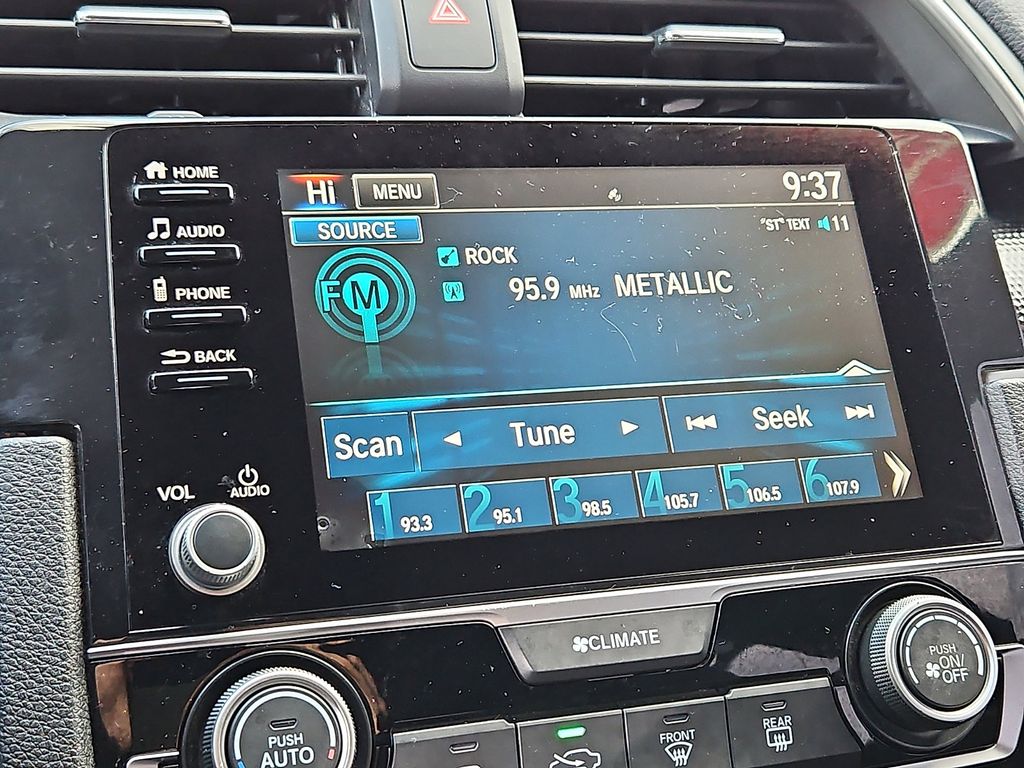 HOME
AUDIO
PHONE
BACK
VOL
AUDIO
Hi MENU 9:37
SOURCE "ST" TEXT 11
FM
ROCK
95.9 MHz METALLIC
Scan Tune Seek
1 93.3 2 95.1 3 98.5 4 105.7 5 106.5 6 107.9
CLIMATE
PUSH
AUTO
FRONT
REAR
PUSH
ON/
OFF